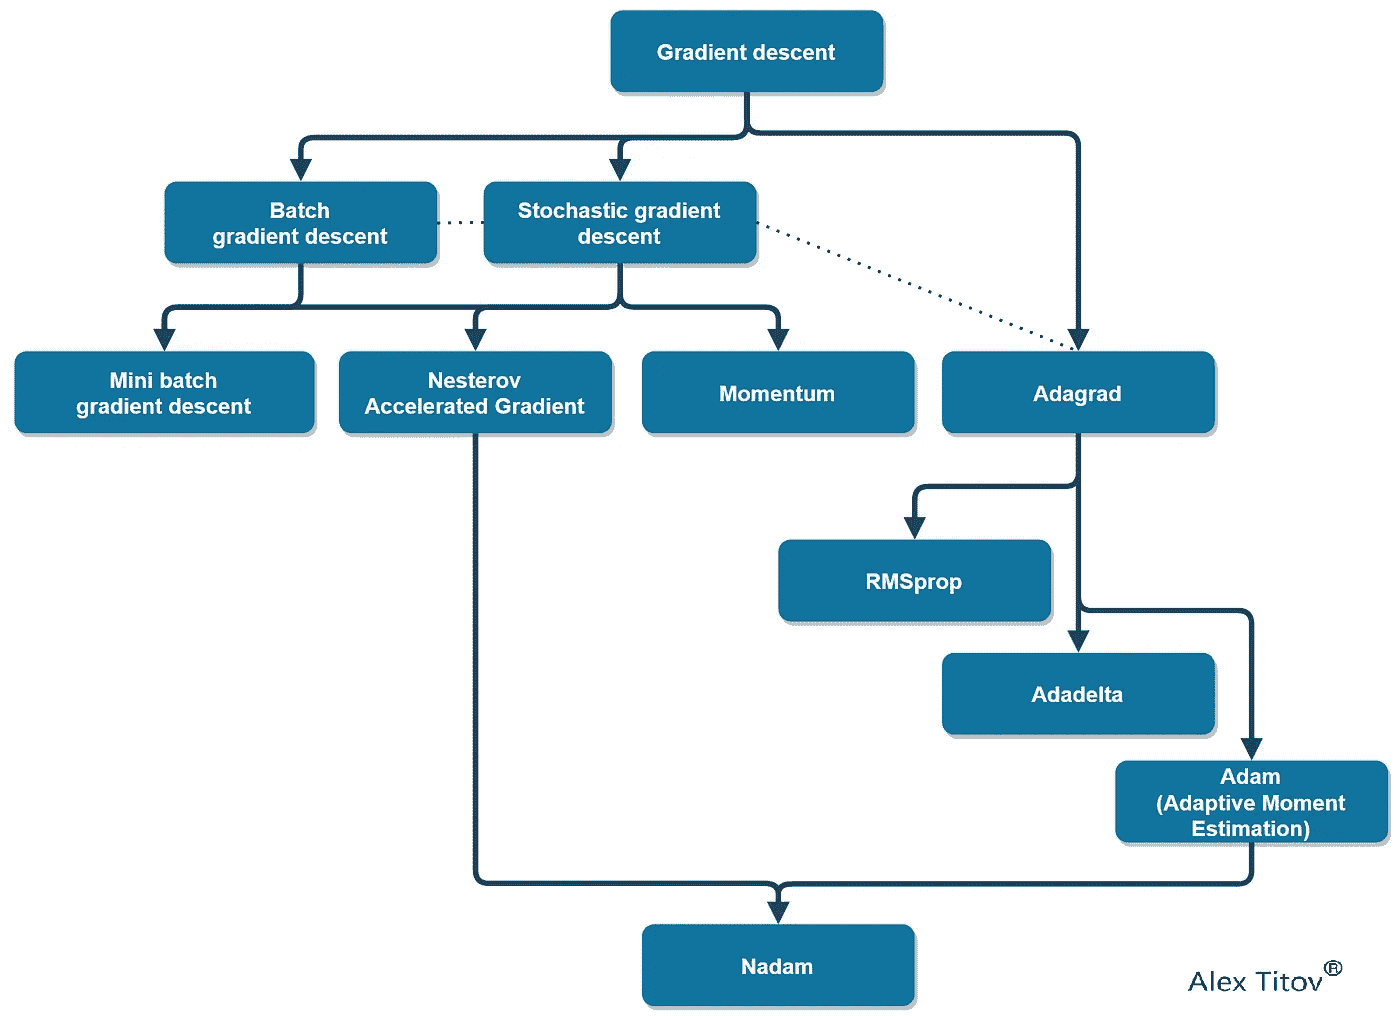 Gradient descent
Batch
gradient descent
Stochastic gradient
descent
Mini batch
gradient descent
Nesterov
Accelerated Gradient
Momentum
Adagrad
RMSprop
Adadelta
Adam
(Adaptive Moment
Estimation)
Nadam
Alex Titov®